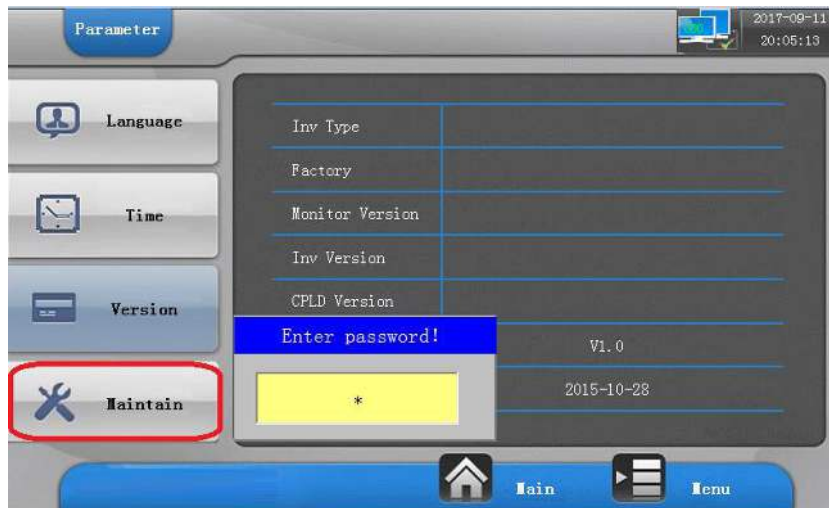 Parameter
2017-09-11
20:05:13
Language
Time
Version
Maintain
Inv Type
Factory
Monitor Version
Inv Version
CPLD Version
V1.0
2015-10-28
Enter password!
*
Main
Menu